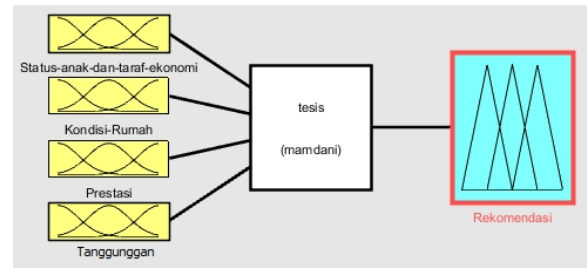 Status-anak-dan-taraf-ekonomi
Kondisi-Rumah
Prestasi
Tanggunggan
tesis
(mamdani)
Rekomendasi